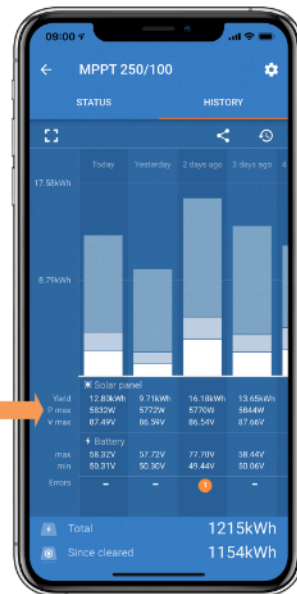 09:00
MPPT 250/100
STATUS HISTORY
Today Yesterday 2 days ago 3 days ago 4
17.58kWh
8.79kWh
Solar panel
Yield 12.80kWh 9.71kWh 16.18kWh 13.65kWh
P max 5832W 5772W 5770W 5844W
V max 87.49V 86.59V 86.54V 87.66V
Battery
max 58.32V 57.72V 77.70V 58.44V
min 50.31V 50.30V 49.44V 50.06V
Errors - - 1 -
Total 1215kWh
Since cleared 1154kWh